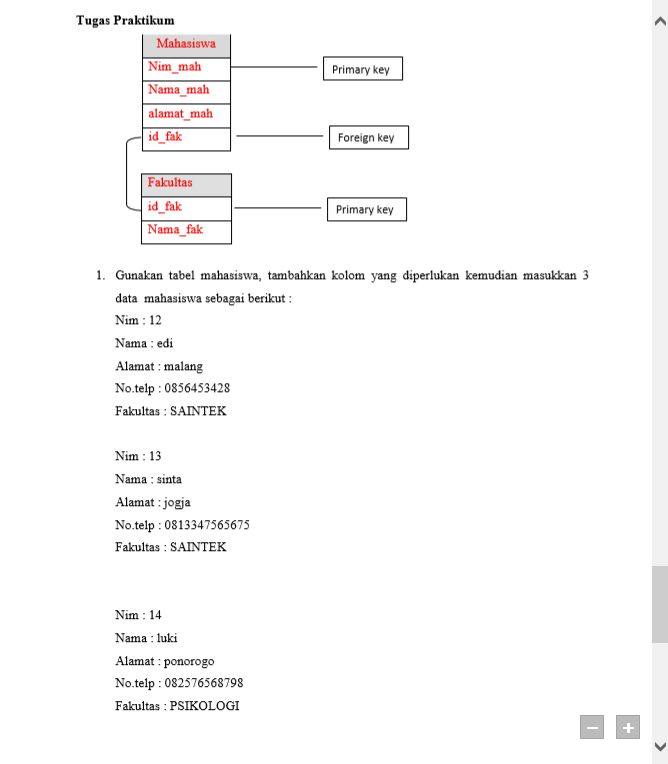 Tugas Praktikum
Mahasiswa
Nim_mah
Primary key
Nama_mah
alamat_mah
id_fak
Foreign key
Fakultas
id_fak
Primary key
Nama_fak
1. Gunakan tabel mahasiswa, tambahkan kolom yang diperlukan kemudian masukkan 3
data mahasiswa sebagai berikut :
Nim : 12
Nama : edi
Alamat : malang
No.telp : 0856453428
Fakultas : SAINTEK
Nim : 13
Nama : sinta
Alamat : jogja
No.telp : 0813347565675
Fakultas : SAINTEK
Nim : 14
Nama : luki
Alamat : ponorogo
No.telp : 082576568798
Fakultas : PSIKOLOGI